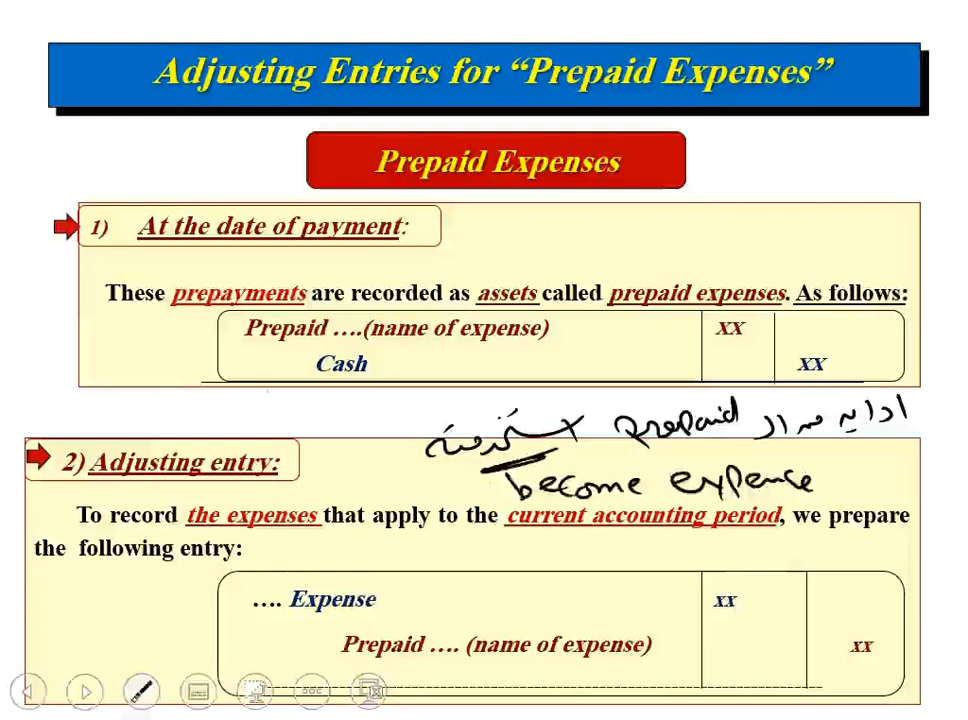 Adjusting Entries for “Prepaid Expenses”
Prepaid Expenses
1) At the date of payment:
These prepayments are recorded as assets called prepaid expenses. As follows:
Prepaid ….(name of expense) XX
Cash XX
prepaid
become expence
2) Adjusting entry:
To record the expenses that apply to the current accounting period, we prepare
the following entry:
…. Expense xx
Prepaid …. (name of expense) xx